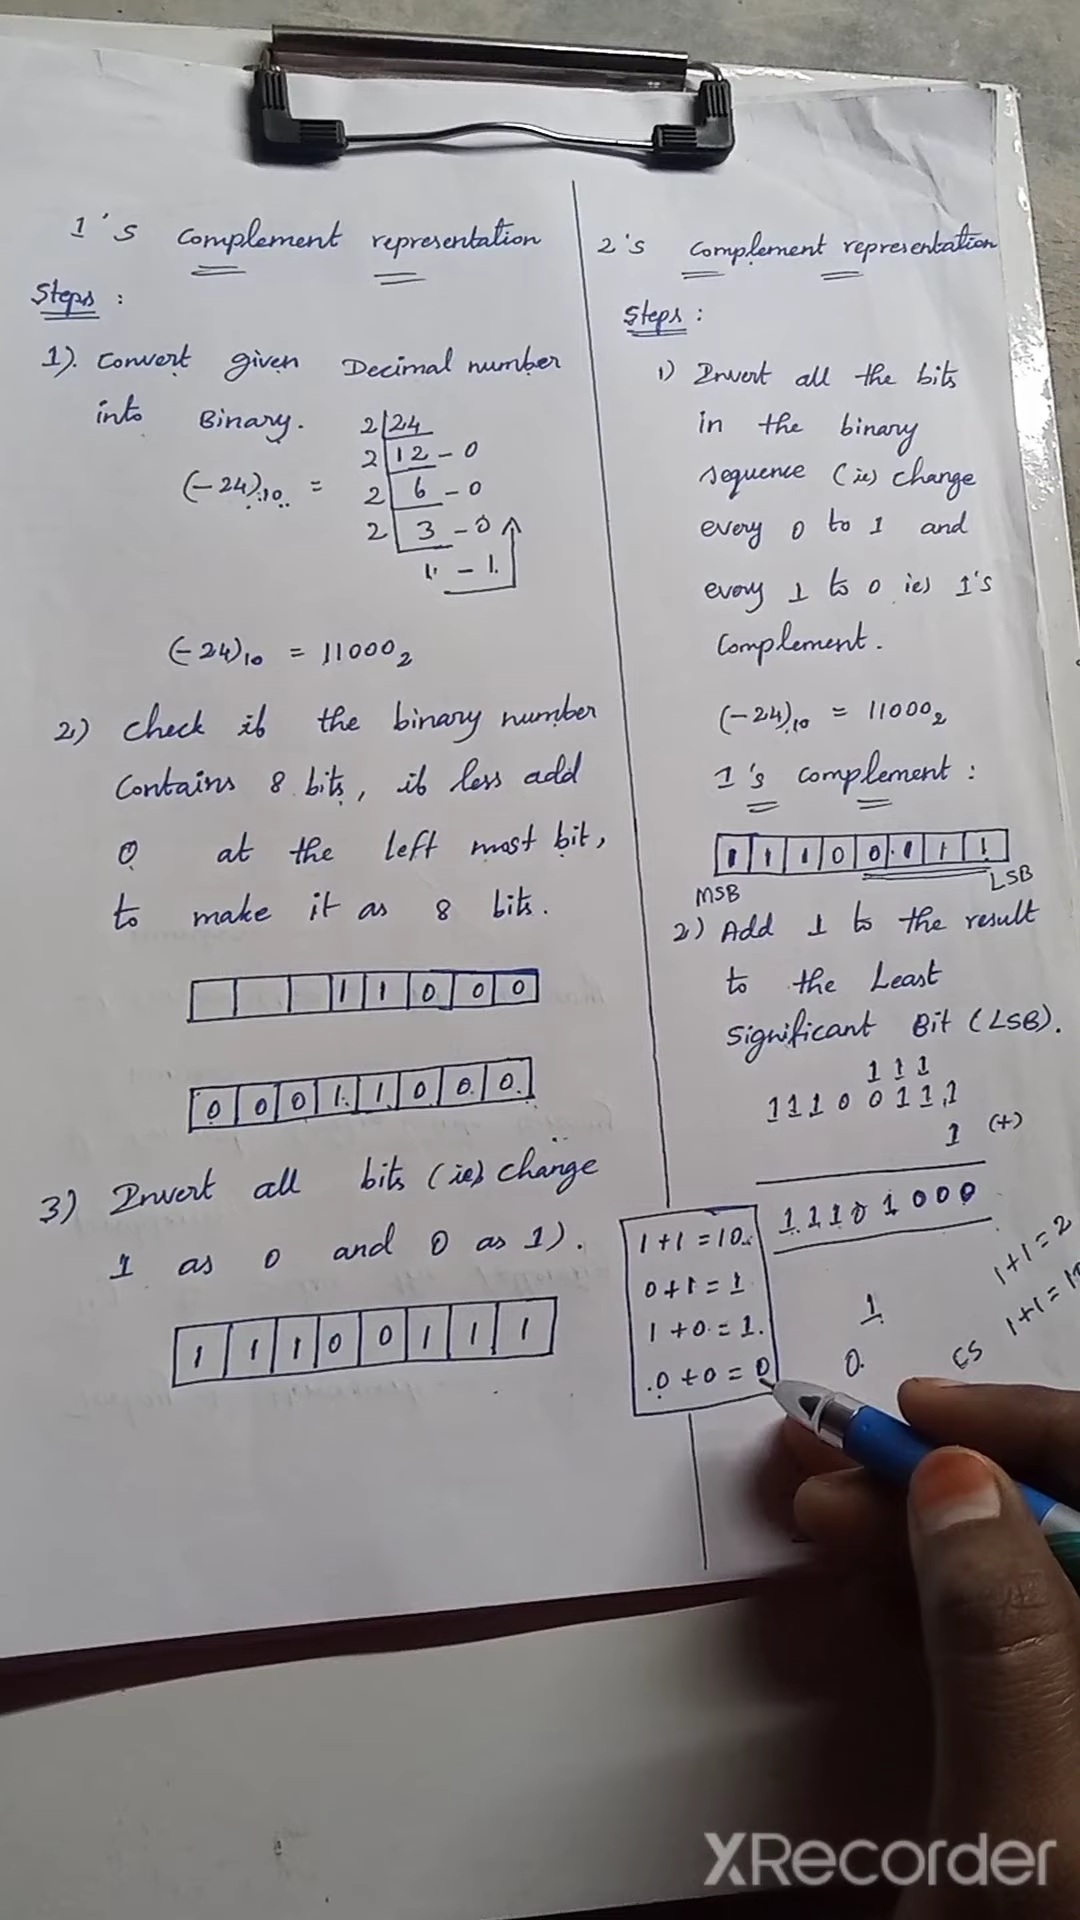 1's complement representation
Steps :
1). Convert given Decimal number
into Binary.
(-24)10 =
2 24
2 12 - 0
2 6 - 0
2 3 - 0
1 - 1
(-24)10 = 11000 2
2) Check if the binary number
Contains 8 bits, if less add
0 at the left most bit,
to make it as 8 bits.
1 1 0 0 0
0 0 0 1 1 0 0 0
3) Invert all bits (ie) change
1 as 0 and 0 as 1).
1 1 1 0 0 1 1 1
2's complement representation
Steps :
1) Invert all the bits
in the binary
sequence (ie) change
every 0 to 1 and
every 1 to 0 ie) 1's
Complement.
(-24)10 = 11000 2
1's complement :
1 1 1 0 0 1 1 1
MSB LSB
2) Add 1 to the result
to the Least
Significant Bit (LSB).
1 1 1
1 1 1 0 0 1 1 1
1 (+)
1 1 1 0 1 0 0 0
1+1=10
0+1=1
1+0=1
0+0=0
1
0
1+1=2
CS
XRecorder